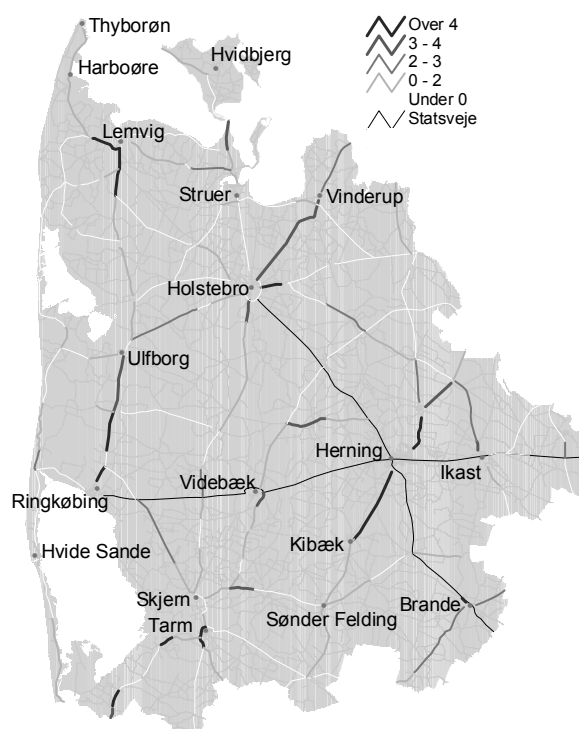 Thyborøn
Over 4
3 - 4
2 - 3
0 - 2
Under 0
Statsveje
Hvidbjerg
Harboøre
Lemvig
Struer
Vinderup
Holstebro
Ulfborg
Herning
Ikast
Videbæk
Ringkøbing
Hvide Sande
Kibæk
Skjern
Sønder Felding
Brande
Tarm